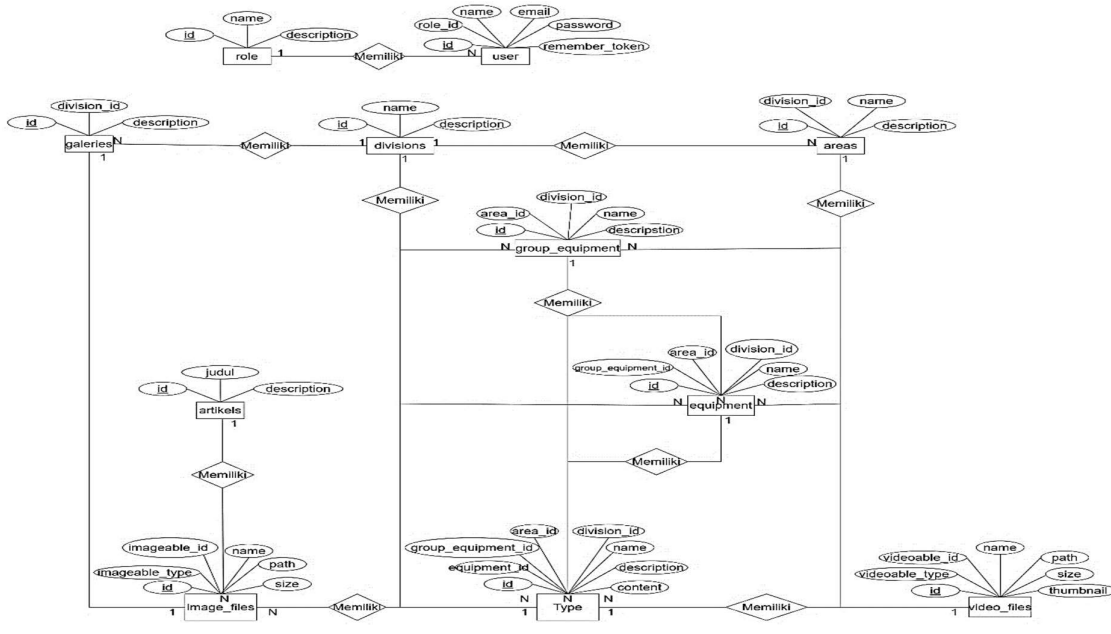 name
id
description
role
1
Memiliki
N
name
email
role_id
password
id
remember_token
user
division_id
id
description
galeries
N
1
Memiliki
name
id
description
1
divisions
1
1
Memiliki
division_id
name
id
description
N
areas
1
Memiliki
Memiliki
division_id
area_id
name
id
descripstion
N
group_equipment
N
1
Memiliki
area_id
division_id
group_equipment_id
name
id
description
N
equipment
N
N
1
Memiliki
judul
id
description
artikels
1
Memiliki
imageable_id
name
imageable_type
path
id
size
N
1
Image_files
N
Memiliki
area_id
division_id
group_equipment_id
name
equipment_id
description
id
content
N
N
N
1
Type
1
Memiliki
name
videoable_id
path
videoable_type
size
id
thumbnail
1
video_files